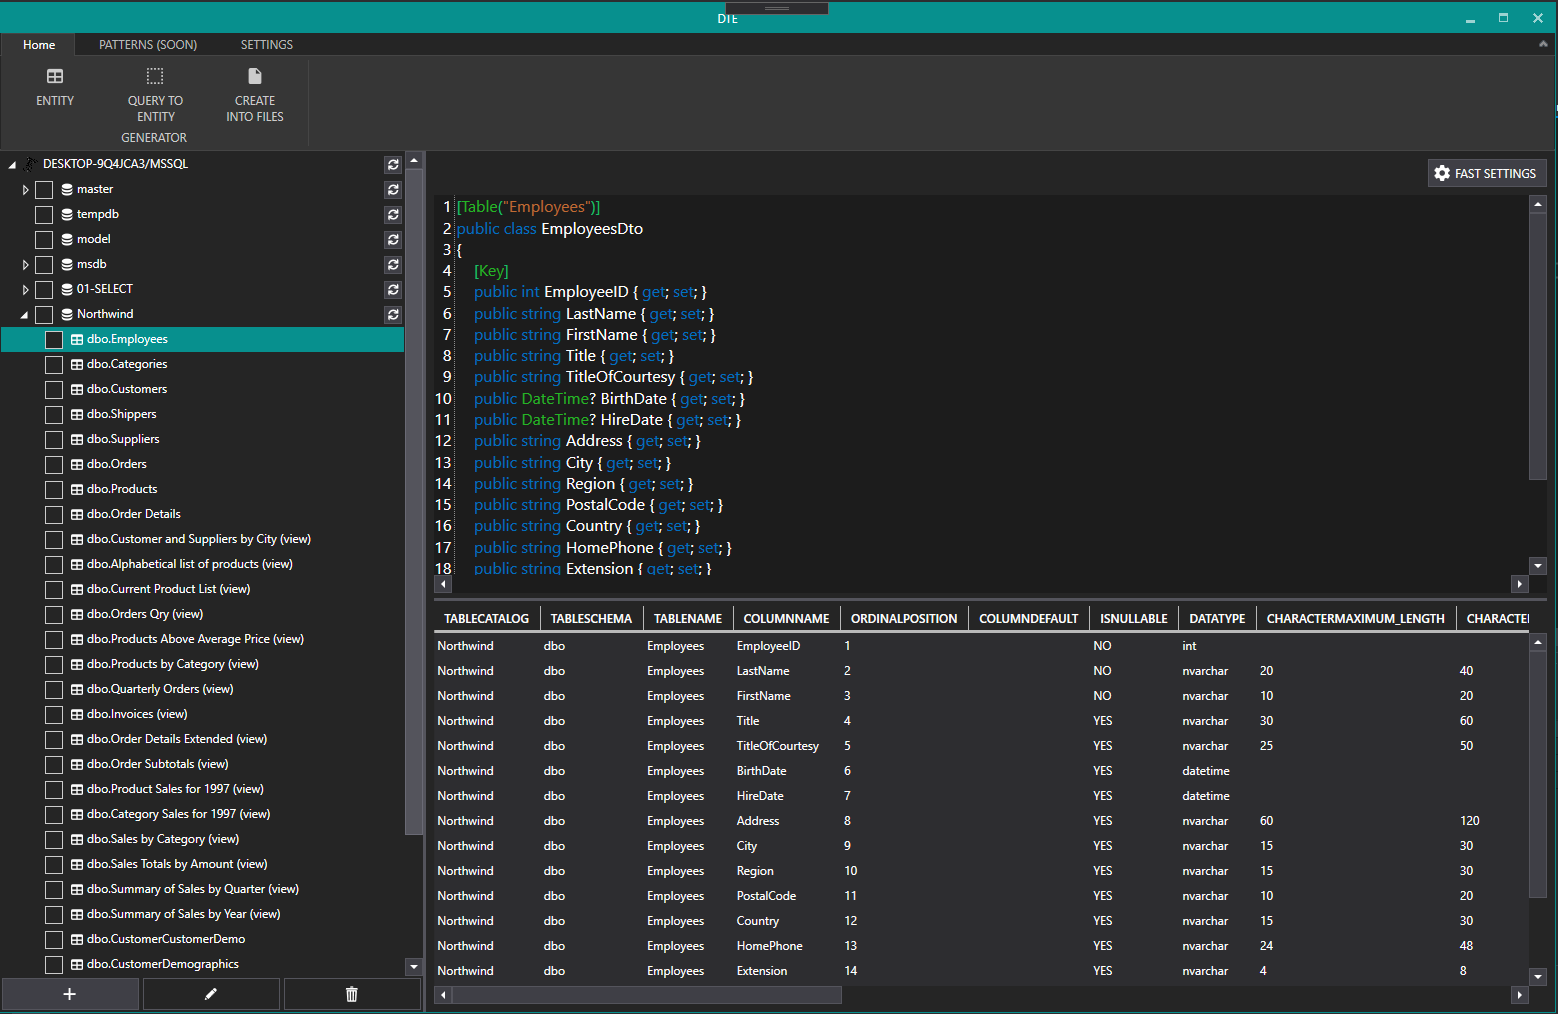 DTE
Home PATTERNS (SOON) SETTINGS
ENTITY
QUERY TO
ENTITY
CREATE
INTO FILES
GENERATOR
DESKTOP-9Q4JCA3/MSSQL
master
tempdb
model
msdb
01-SELECT
Northwind
dbo.Employees
dbo.Categories
dbo.Customers
dbo.Shippers
dbo.Suppliers
dbo.Orders
dbo.Products
dbo.Order Details
dbo.Customer and Suppliers by City (view)
dbo.Alphabetical list of products (view)
dbo.Current Product List (view)
dbo.Orders Qry (view)
dbo.Products Above Average Price (view)
dbo.Products by Category (view)
dbo.Quarterly Orders (view)
dbo.Invoices (view)
dbo.Order Details Extended (view)
dbo.Order Subtotals (view)
dbo.Product Sales for 1997 (view)
dbo.Category Sales for 1997 (view)
dbo.Sales by Category (view)
dbo.Sales Totals by Amount (view)
dbo.Summary of Sales by Quarter (view)
dbo.Summary of Sales by Year (view)
dbo.CustomerCustomerDemo
dbo.CustomerDemographics
FAST SETTINGS
1 [Table("Employees")]
2 public class EmployeesDto
3 {
4 [Key]
5 public int EmployeeID { get; set; }
6 public string LastName { get; set; }
7 public string FirstName { get; set; }
8 public string Title { get; set; }
9 public string TitleOfCourtesy { get; set; }
10 public DateTime? BirthDate { get; set; }
11 public DateTime? HireDate { get; set; }
12 public string Address { get; set; }
13 public string City { get; set; }
14 public string Region { get; set; }
15 public string PostalCode { get; set; }
16 public string Country { get; set; }
17 public string HomePhone { get; set; }
18 public string Extension { get; set; }
TABLECATALOG TABLESCHEMA TABLENAME COLUMNNAME ORDINALPOSITION COLUMNDEFAULT ISNULLABLE DATATYPE CHARACTERMAXIMUM_LENGTH CHARACTE
Northwind dbo Employees EmployeeID 1 NO int
Northwind dbo Employees LastName 2 NO nvarchar 20 40
Northwind dbo Employees FirstName 3 NO nvarchar 10 20
Northwind dbo Employees Title 4 YES nvarchar 30 60
Northwind dbo Employees TitleOfCourtesy 5 YES nvarchar 25 50
Northwind dbo Employees BirthDate 6 YES datetime
Northwind dbo Employees HireDate 7 YES datetime
Northwind dbo Employees Address 8 YES nvarchar 60 120
Northwind dbo Employees City 9 YES nvarchar 15 30
Northwind dbo Employees Region 10 YES nvarchar 15 30
Northwind dbo Employees PostalCode 11 YES nvarchar 10 20
Northwind dbo Employees Country 12 YES nvarchar 15 30
Northwind dbo Employees HomePhone 13 YES nvarchar 24 48
Northwind dbo Employees Extension 14 YES nvarchar 4 8